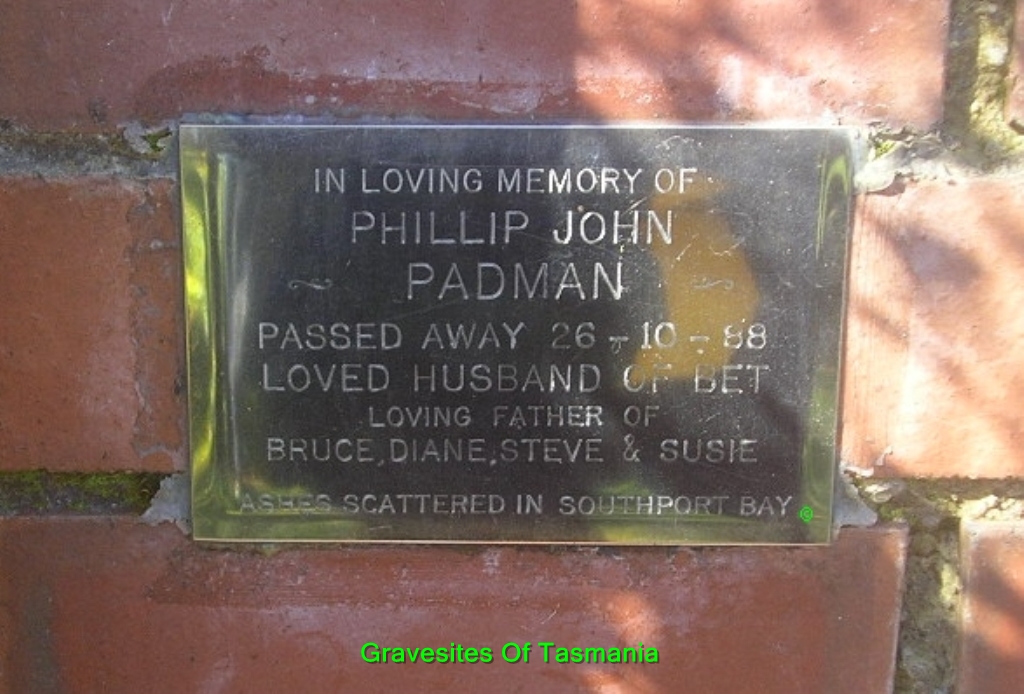 IN LOVING MEMORY OF
PHILLIP JOHN
PADMAN
PASSED AWAY 26-10-88
LOVED HUSBAND OF BET
LOVING FATHER OF
BRUCE, DIANE, STEVE & SUSIE
ASHES SCATTERED IN SOUTHPORT BAY
©
Gravesites Of Tasmania